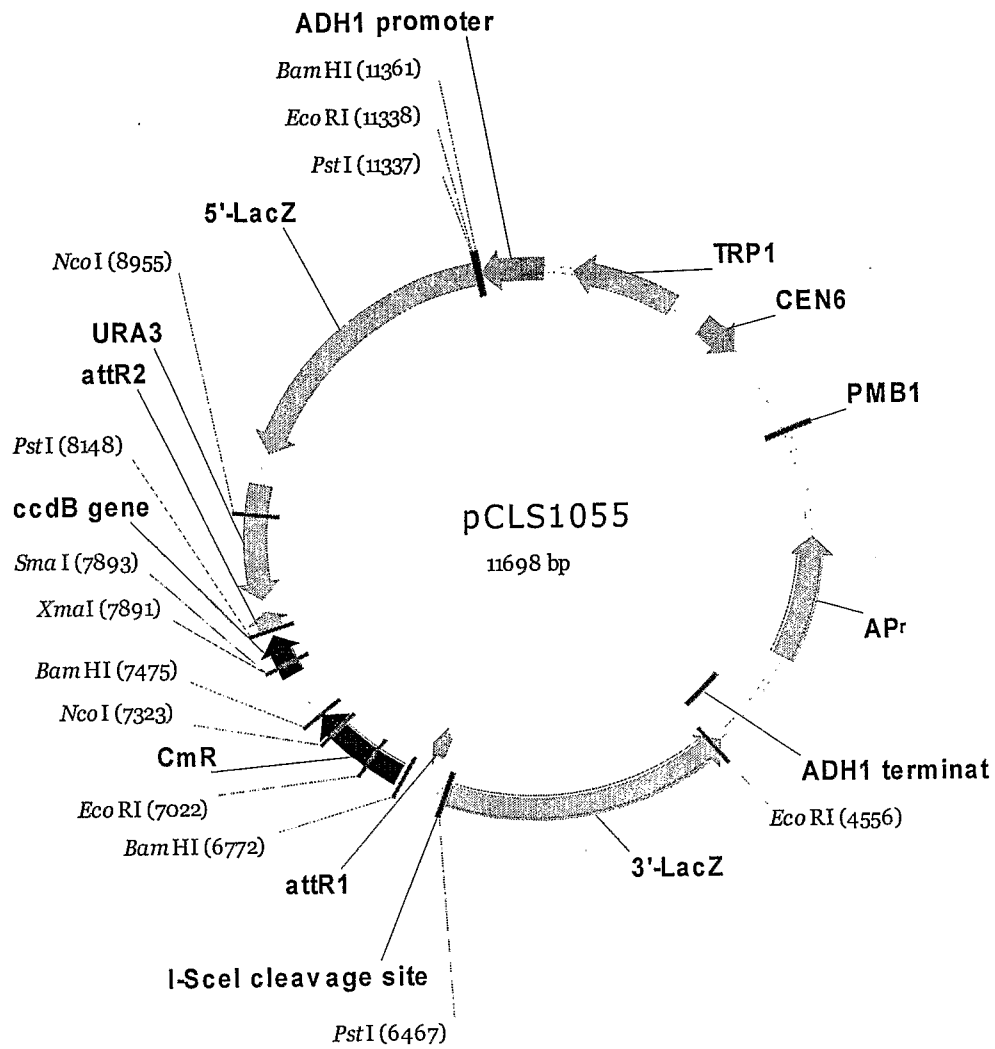 ADH1 promoter
BamHI (11361)
EcoRI (11338)
PstI (11337)
5'-LacZ
NcoI (8955)
TRP1
CEN6
URA3
attR2
PMB1
PstI (8148)
ccdB gene
pCLS1055
SmaI (7893)
11698 bp
XmaI (7891)
APr
BamHI (7475)
NcoI (7323)
CmR
ADH1 terminat
EcoRI (7022)
EcoRI (4556)
BamHI (6772)
3'-LacZ
attR1
I-SceI cleavage site
PstI (6467)